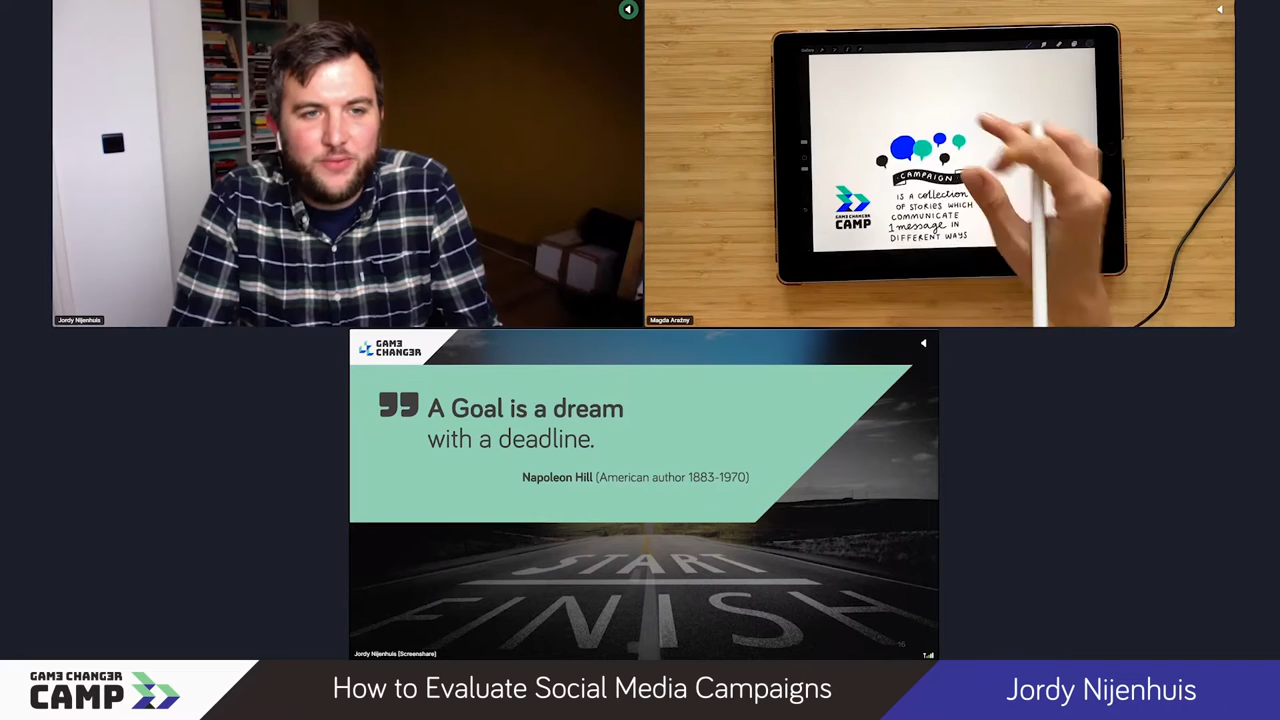 Jordy Nijenhuis
Gallery
CAMPAIGN
IS A collection
OF STORIES WHICH
COMMUNICATE
1 message IN
DIFFERENT WAYS
GAM3 CHANG3R
CAMP
Magda Arażny
GAM3
CHANG3R
A Goal is a dream
with a deadline.
Napoleon Hill (American author 1883-1970)
START
FINISH
16
Jordy Nijenhuis [Screenshare]
GAM3 CHANG3R
CAMP
How to Evaluate Social Media Campaigns
Jordy Nijenhuis